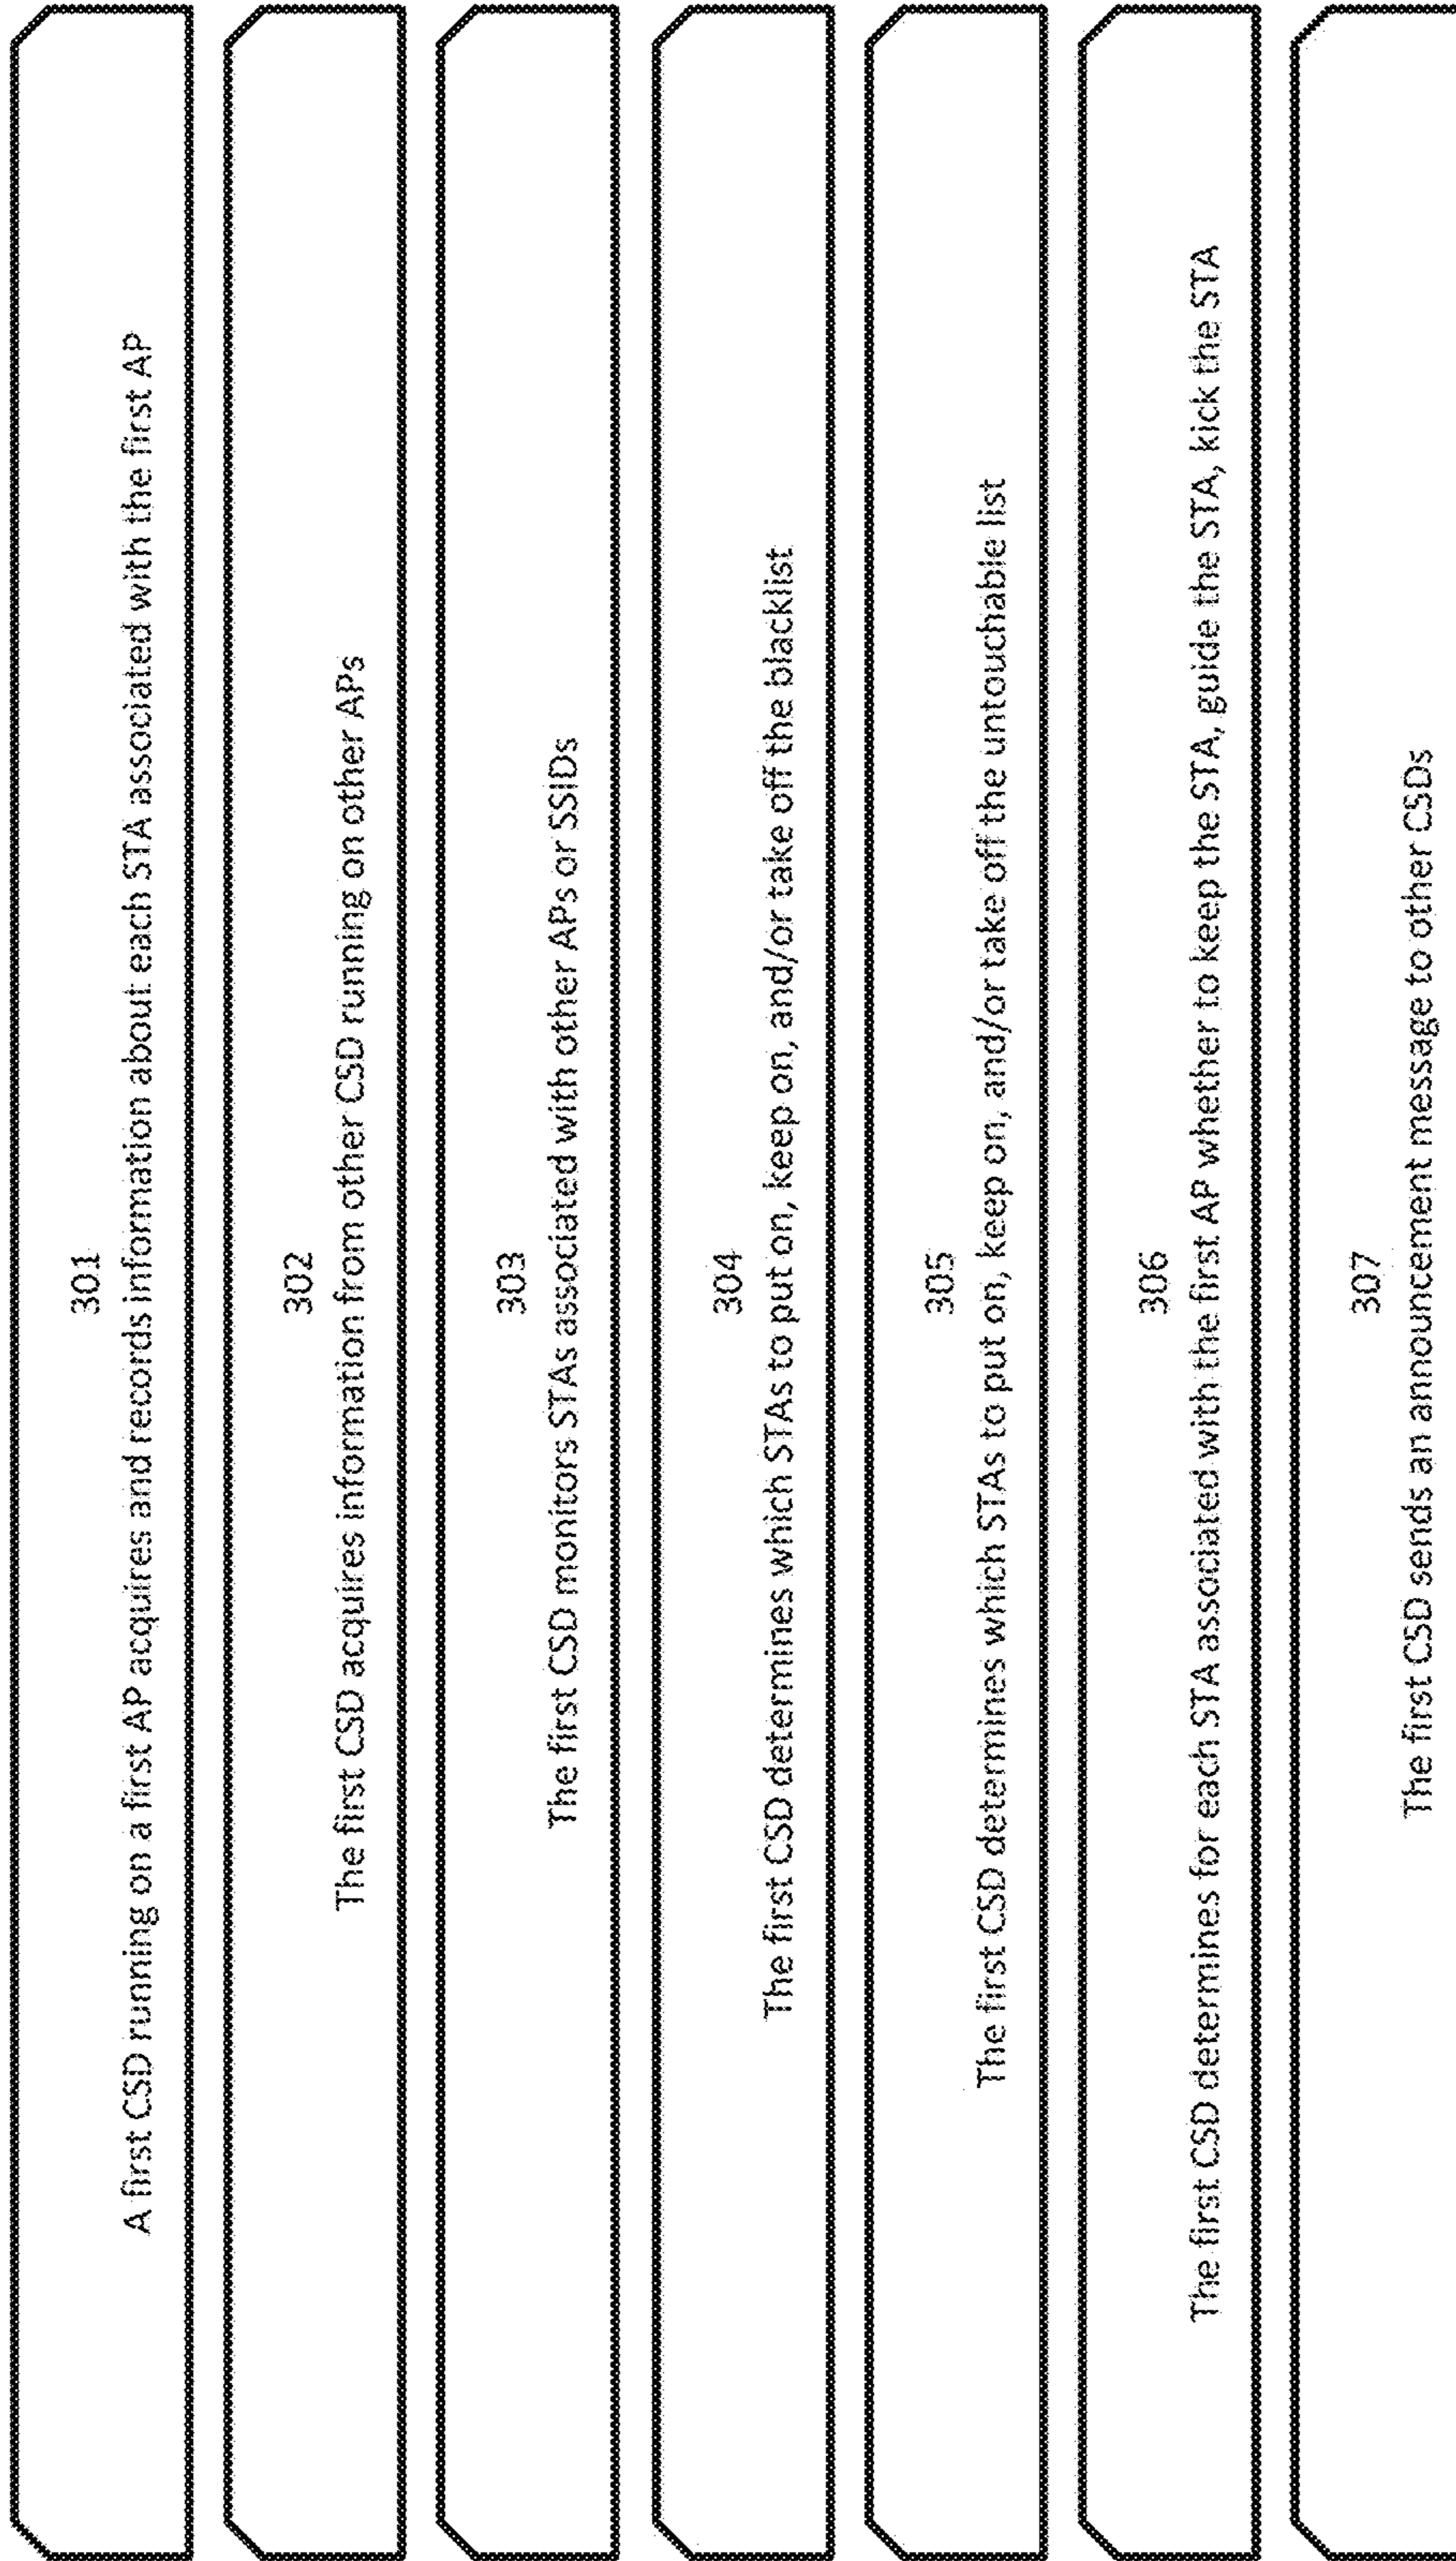 301
A first CSD running on a first AP acquires and records information about each STA associated with the first AP
302
The first CSD acquires information from other CSD running on other APs
303
The first CSD monitors STAs associated with other APs or SSIDs
304
The first CSD determines which STAs to put on, keep on, and/or take off the blacklist
305
The first CSD determines which STAs to put on, keep on, and/or take off the untouchable list
306
The first CSD determines for each STA associated with the first AP whether to keep the STA, guide the STA, kick the STA
307
The first CSD sends an announcement message to other CSDs